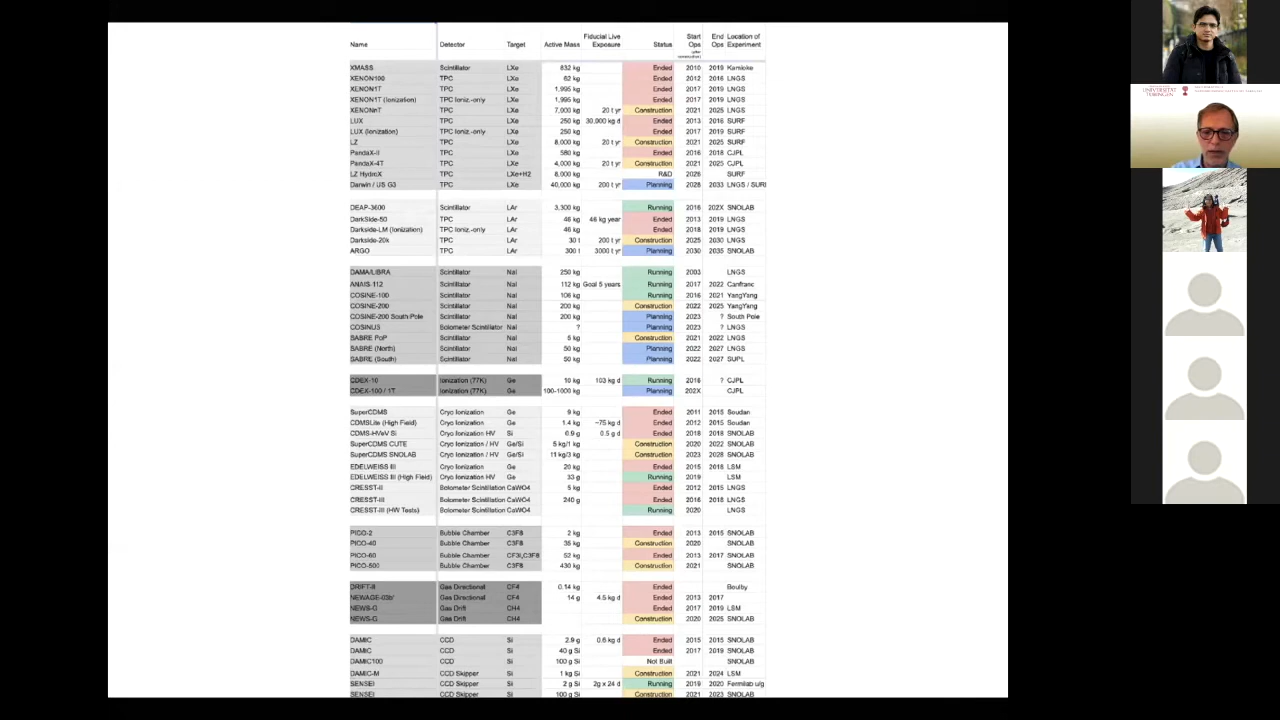 Fiducial Live
Start End Location of
Name Detector Target Active Mass Exposure Status Ops Ops Experiment
XMASS Scintillator LXe 832 kg Ended 2010 2019 Kamioke
XENON100 TPC LXe 62 kg Ended 2012 2016 LNGS
XENON1T TPC LXe 1,995 kg Ended 2017 2019 LNGS
XENON1T (Ionization) TPC Ioniz.-only LXe 1,995 kg Ended 2017 2019 LNGS
XENONnT TPC LXe 7,000 kg 20 t yr Construction 2021 2025 LNGS
LUX TPC LXe 250 kg 30,000 kg d Ended 2013 2016 SURF
LUX (Ionization) TPC Ioniz.-only LXe 250 kg Ended 2017 2019 SURF
LZ TPC LXe 8,000 kg 20 t yr Construction 2021 2025 SURF
PandaX-II TPC LXe 580 kg Ended 2016 2018 CJPL
PandaX-4T TPC LXe 4,000 kg 20 t yr Construction 2021 2025 CJPL
LZ HydroX TPC LXe+H2 8,000 kg R&D 2026 SURF
Darwin / US G3 TPC LXe 40,000 kg 200 t yr Planning 2028 2033 LNGS / SURI
DEAP-3600 Scintillator LAr 3,300 kg Running 2016 202X SNOLAB
DarkSide-50 TPC LAr 46 kg 46 kg year Ended 2013 2019 LNGS
Darkside-LM (Ionization) TPC Ioniz.-only LAr 46 kg Ended 2018 2019 LNGS
Darkside-20k TPC LAr 30 t 200 t yr Construction 2025 2030 LNGS
ARGO TPC LAr 300 t 3000 t yr Planning 2030 2035 SNOLAB
DAMA/LIBRA Scintillator NaI 250 kg Running 2003 LNGS
ANAIS-112 Scintillator NaI 112 kg Goal 5 years Running 2017 2022 Canfranc
COSINE-100 Scintillator NaI 106 kg Running 2016 2021 YangYang
COSINE-200 Scintillator NaI 200 kg Construction 2022 2025 YangYang
COSINE-200 South Pole Scintillator NaI 200 kg Planning 2023 ? South Pole
COSINUS Bolometer Scintillator NaI ? Planning 2023 ? LNGS
SABRE PoP Scintillator NaI 5 kg Construction 2021 2022 LNGS
SABRE (North) Scintillator NaI 50 kg Planning 2022 2027 LNGS
SABRE (South) Scintillator NaI 50 kg Planning 2022 2027 SUPL
CDEX-10 Ionization (77K) Ge 10 kg 103 kg d Running 2016 ? CJPL
CDEX-100 / 1T Ionization (77K) Ge 100-1000 kg Planning 202X CJPL
SuperCDMS Cryo Ionization Ge 9 kg Ended 2011 2015 Soudan
CDMSLite (High Field) Cryo Ionization Ge 1.4 kg ~75 kg d Ended 2012 2015 Soudan
CDMS-HVeV Si Cryo Ionization HV Si 0.9 g 0.5 g d Ended 2018 2018 SNOLAB
SuperCDMS CUTE Cryo Ionization / HV Ge/Si 5 kg/1 kg Construction 2020 2022 SNOLAB
SuperCDMS SNOLAB Cryo Ionization / HV Ge/Si 11 kg/3 kg Construction 2023 2028 SNOLAB
EDELWEISS III Cryo Ionization Ge 20 kg Ended 2015 2018 LSM
EDELWEISS III (High Field) Cryo Ionization HV Ge 33 g Running 2019 LSM
CRESST-II Bolometer Scintillation CaWO4 5 kg Ended 2012 2015 LNGS
CRESST-III Bolometer Scintillation CaWO4 240 g Ended 2016 2018 LNGS
CRESST-III (HW Tests) Bolometer Scintillation CaWO4 Running 2020 LNGS
PICO-2 Bubble Chamber C3F8 2 kg Ended 2013 2015 SNOLAB
PICO-40 Bubble Chamber C3F8 35 kg Construction 2020 SNOLAB
PICO-60 Bubble Chamber CF3I,C3F8 52 kg Ended 2013 2017 SNOLAB
PICO-500 Bubble Chamber C3F8 430 kg Construction 2021 SNOLAB
DRIFT-II Gas Directional CF4 0.14 kg Ended Boulby
NEWAGE-03b' Gas Directional CF4 14 g 4.5 kg d Ended 2013 2017
NEWS-G Gas Drift CH4 Ended 2017 2019 LSM
NEWS-G Gas Drift CH4 Construction 2020 2025 SNOLAB
DAMIC CCD Si 2.9 g 0.6 kg d Ended 2015 2015 SNOLAB
DAMIC CCD Si 40 g Si Ended 2017 2019 SNOLAB
DAMIC100 CCD Si 100 g Si Not Built SNOLAB
DAMIC-M CCD Skipper Si 1 kg Si Construction 2021 2024 LSM
SENSEI CCD Skipper Si 2 g Si 2g x 24 d Running 2019 2020 Fermilab u/g
SENSEI CCD Skipper Si 100 g Si Construction 2021 2023 SNOLAB
UNIVERSITÄT
TÜBINGEN